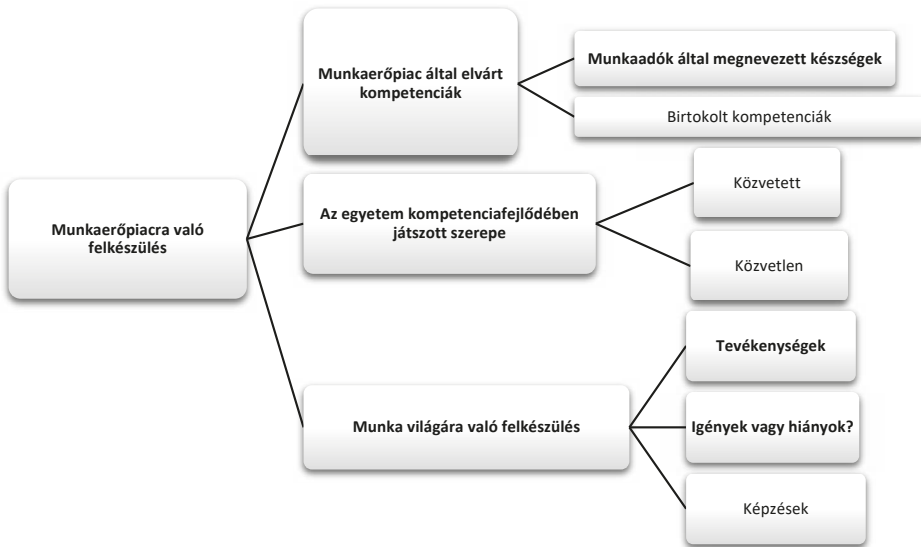 Munkaerőpiacra való
felkészülés
Munkaerőpiac által elvárt
kompetenciák
Munkaadók által megnevezett készségek
Birtokolt kompetenciák
Az egyetem kompetenciafejlődében
játszott szerepe
Közvetett
Közvetlen
Munka világára való felkészülés
Tevékenységek
Igények vagy hiányok?
Képzések